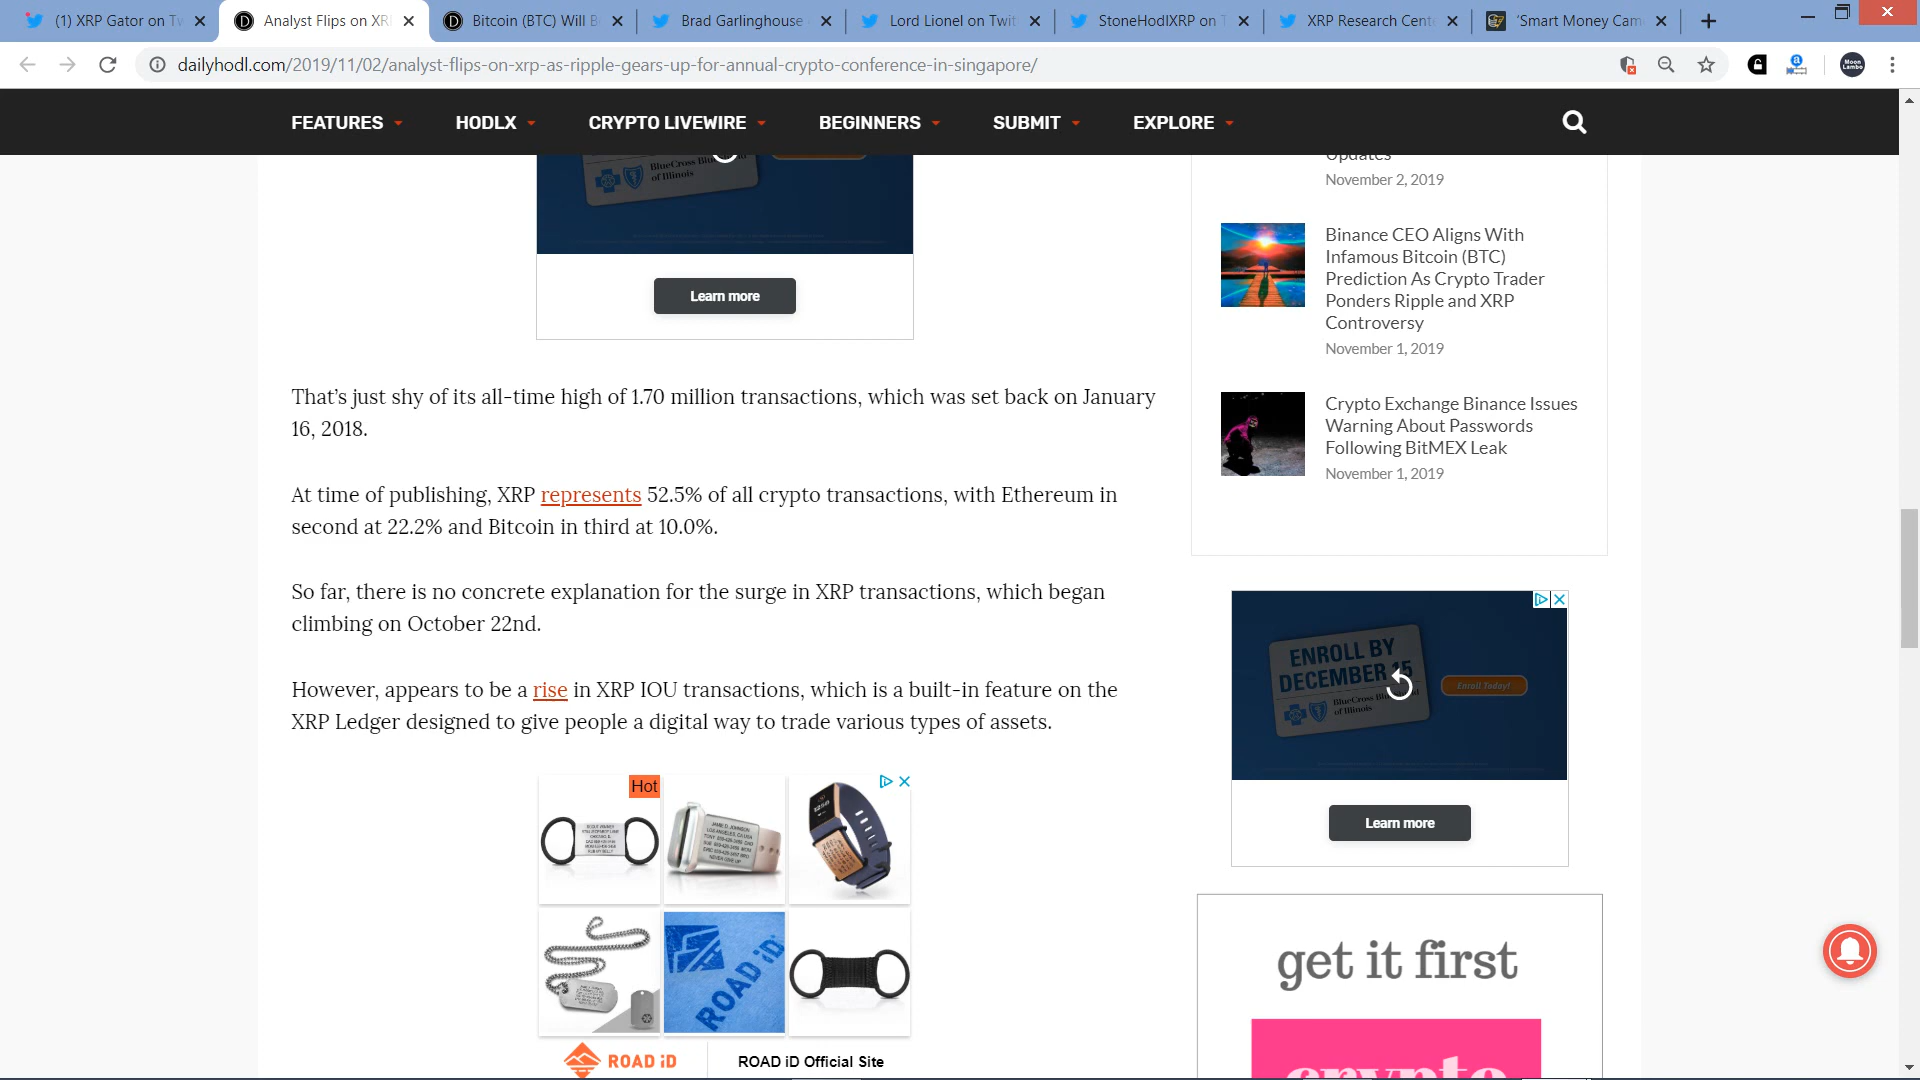 (1) XRP Gator on Tw
Analyst Flips on XR
Bitcoin (BTC) Will B
Brad Garlinghouse
Lord Lionel on Twit
StoneHodlXRP on T
XRP Research Cent
'Smart Money Cam
dailyhodl.com/2019/11/02/analyst-flips-on-xrp-as-ripple-gears-up-for-annual-crypto-conference-in-singapore/
FEATURES HODLX CRYPTO LIVEWIRE BEGINNERS SUBMIT EXPLORE
of Illinois
Learn more
That's just shy of its all-time high of 1.70 million transactions, which was set back on January
16, 2018.
At time of publishing, XRP represents 52.5% of all crypto transactions, with Ethereum in
second at 22.2% and Bitcoin in third at 10.0%.
So far, there is no concrete explanation for the surge in XRP transactions, which began
climbing on October 22nd.
However, appears to be a rise in XRP IOU transactions, which is a built-in feature on the
XRP Ledger designed to give people a digital way to trade various types of assets.
Hot
ROAD iD
ROAD iD
ROAD iD Official Site
Updates
November 2, 2019
Binance CEO Aligns With
Infamous Bitcoin (BTC)
Prediction As Crypto Trader
Ponders Ripple and XRP
Controversy
November 1, 2019
Crypto Exchange Binance Issues
Warning About Passwords
Following BitMEX Leak
November 1, 2019
ENROLL BY
DECEMBER 15
Enroll Today!
of Illinois
Learn more
get it first
crypto